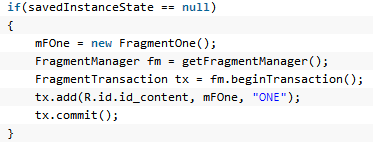 if(savedInstanceState == null)
{
    mFOne = new FragmentOne();
    FragmentManager fm = getFragmentManager();
    FragmentTransaction tx = fm.beginTransaction();
    tx.add(R.id.id_content, mFOne, "ONE");
    tx.commit();
}